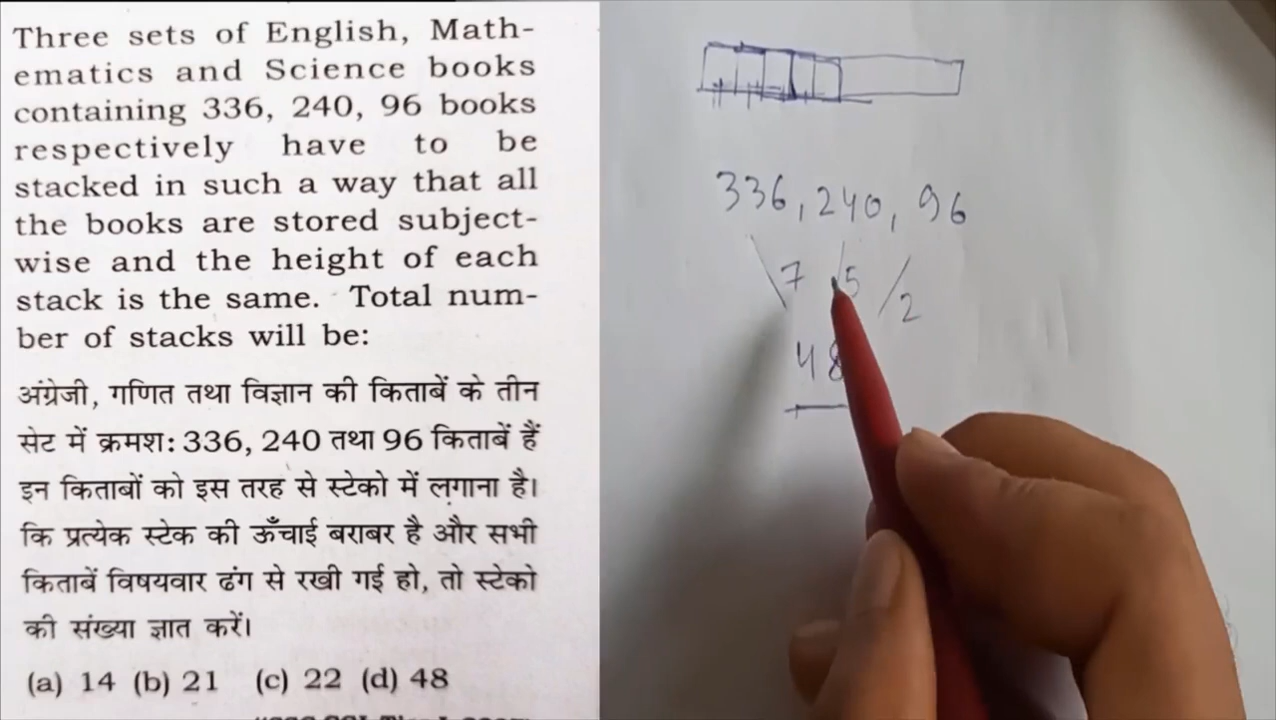 Three sets of English, Math-
ematics and Science books
containing 336, 240, 96 books
respectively have to be
stacked in such a way that all
the books are stored subject-
wise and the height of each
stack is the same. Total num-
ber of stacks will be:
अंग्रेजी, गणित तथा विज्ञान की किताबें के तीन
सेट में क्रमश: 336, 240 तथा 96 किताबें हैं
इन किताबों को इस तरह से स्टेको में लगाना है।
कि प्रत्येक स्टेक की ऊँचाई बराबर है और सभी
किताबें विषयवार ढंग से रखी गई हो, तो स्टेको
की संख्या ज्ञात करें।
(a) 14 (b) 21 (c) 22 (d) 48
336, 240, 96
7 5 2
48